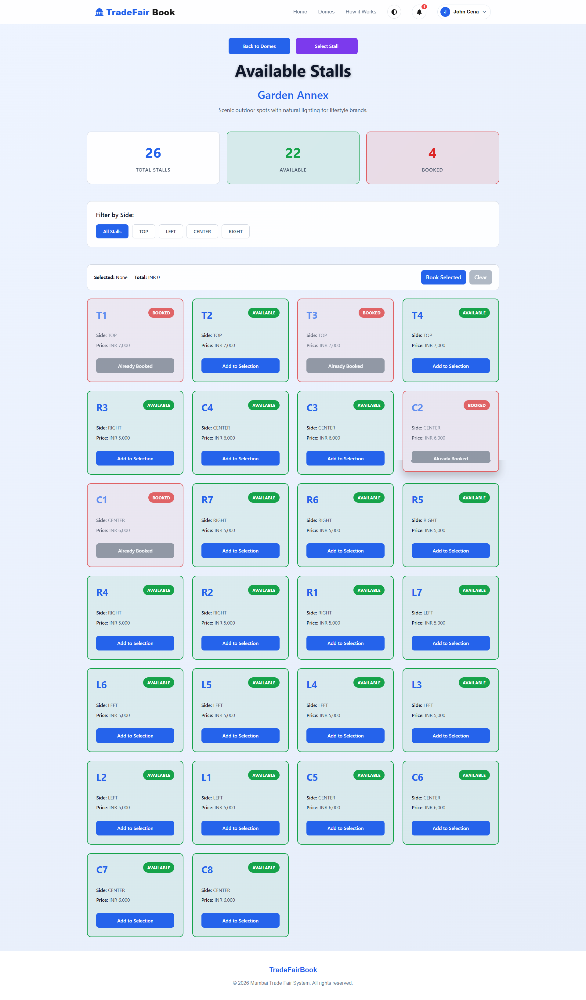 TradeFair Book
Home Domes How it Works 1 J John Cena
Back to Domes Select Stall
Available Stalls
Garden Annex
Scenic outdoor spots with natural lighting for lifestyle brands.
26 22 4
TOTAL STALLS AVAILABLE BOOKED
Filter by Side:
All Stalls TOP LEFT CENTER RIGHT
Selected: None Total: INR 0 Book Selected Clear
T1 BOOKED T2 AVAILABLE T3 BOOKED T4 AVAILABLE
Side: TOP Side: TOP Side: TOP Side: TOP
Price: INR 7,000 Price: INR 7,000 Price: INR 7,000 Price: INR 7,000
Already Booked Add to Selection Already Booked Add to Selection
R3 AVAILABLE C4 AVAILABLE C3 AVAILABLE C2 BOOKED
Side: RIGHT Side: CENTER Side: CENTER Side: CENTER
Price: INR 5,000 Price: INR 6,000 Price: INR 6,000 Price: INR 6,000
Add to Selection Add to Selection Add to Selection Already Booked
C1 BOOKED R7 AVAILABLE R6 AVAILABLE R5 AVAILABLE
Side: CENTER Side: RIGHT Side: RIGHT Side: RIGHT
Price: INR 6,000 Price: INR 5,000 Price: INR 5,000 Price: INR 5,000
Already Booked Add to Selection Add to Selection Add to Selection
R4 AVAILABLE R2 AVAILABLE R1 AVAILABLE L7 AVAILABLE
Side: RIGHT Side: RIGHT Side: RIGHT Side: LEFT
Price: INR 5,000 Price: INR 5,000 Price: INR 5,000 Price: INR 5,000
Add to Selection Add to Selection Add to Selection Add to Selection
L6 AVAILABLE L5 AVAILABLE L4 AVAILABLE L3 AVAILABLE
Side: LEFT Side: LEFT Side: LEFT Side: LEFT
Price: INR 5,000 Price: INR 5,000 Price: INR 5,000 Price: INR 5,000
Add to Selection Add to Selection Add to Selection Add to Selection
L2 AVAILABLE L1 AVAILABLE C5 AVAILABLE C6 AVAILABLE
Side: LEFT Side: LEFT Side: CENTER Side: CENTER
Price: INR 5,000 Price: INR 5,000 Price: INR 6,000 Price: INR 6,000
Add to Selection Add to Selection Add to Selection Add to Selection
C7 AVAILABLE C8 AVAILABLE
Side: CENTER Side: CENTER
Price: INR 6,000 Price: INR 6,000
Add to Selection Add to Selection
TradeFairBook
© 2026 Mumbai Trade Fair System. All rights reserved.